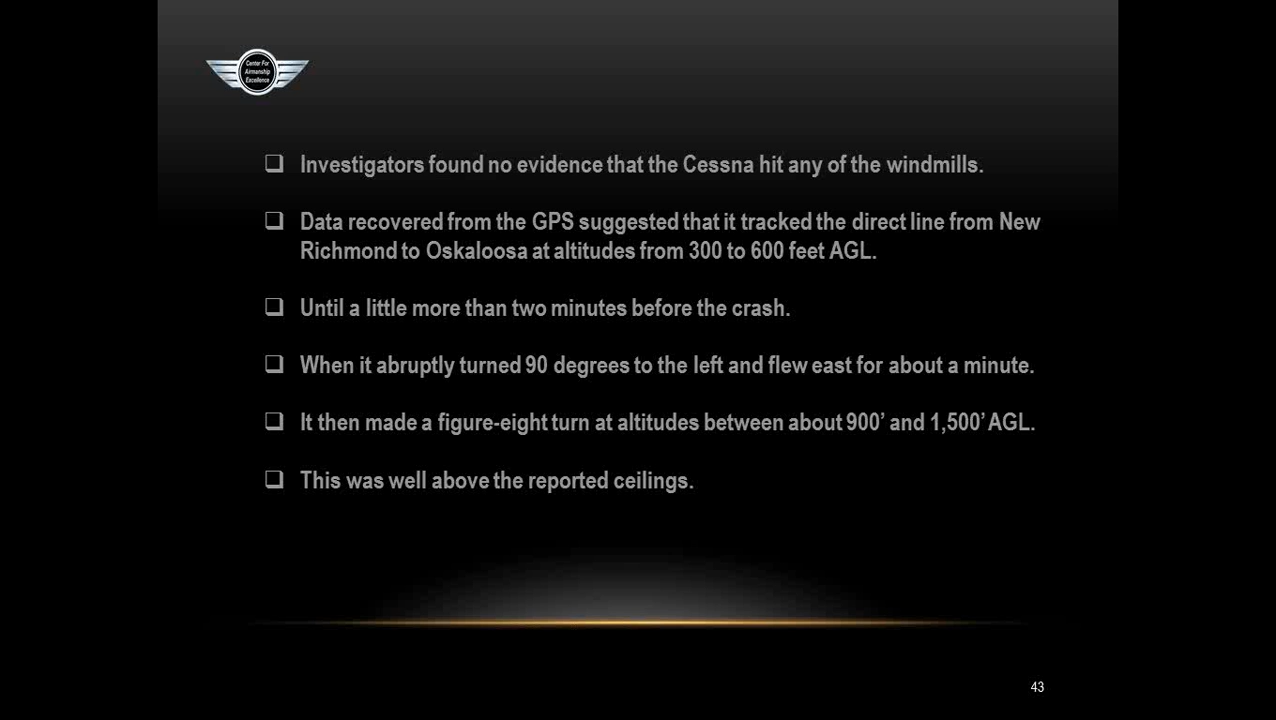 Center For
Airmanship
Excellence
❑ Investigators found no evidence that the Cessna hit any of the windmills.
❑ Data recovered from the GPS suggested that it tracked the direct line from New
Richmond to Oskaloosa at altitudes from 300 to 600 feet AGL.
❑ Until a little more than two minutes before the crash.
❑ When it abruptly turned 90 degrees to the left and flew east for about a minute.
❑ It then made a figure-eight turn at altitudes between about 900’ and 1,500’ AGL.
❑ This was well above the reported ceilings.
43